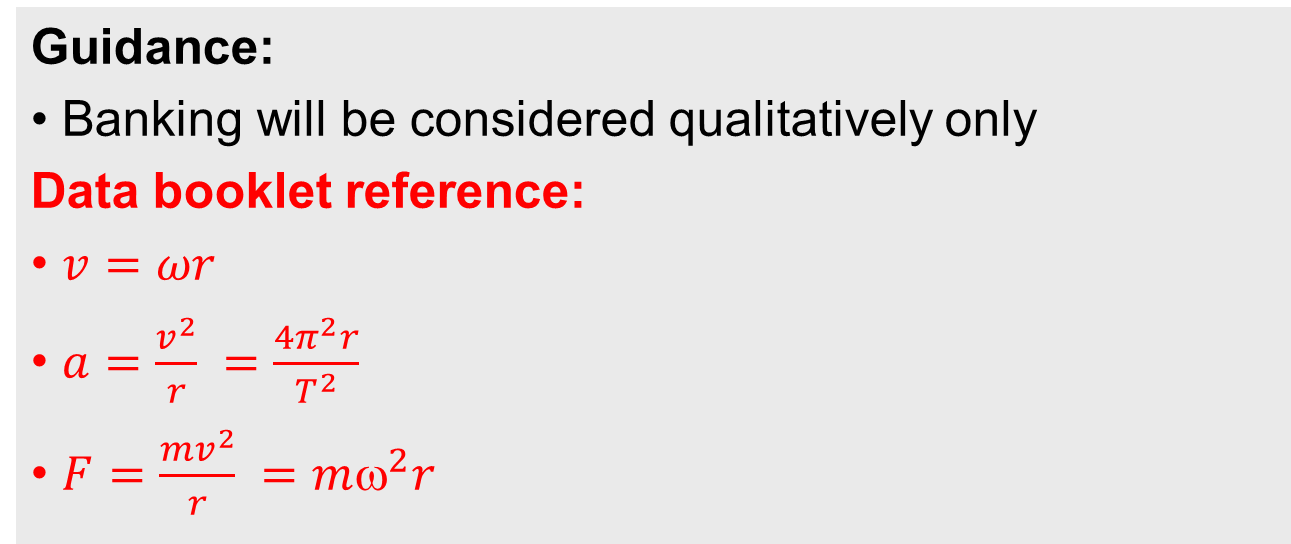 Guidance:
• Banking will be considered qualitatively only
Data booklet reference:
• v = ωr
• a = v²/r = 4π²r/T²
• F = mv²/r = mω²r